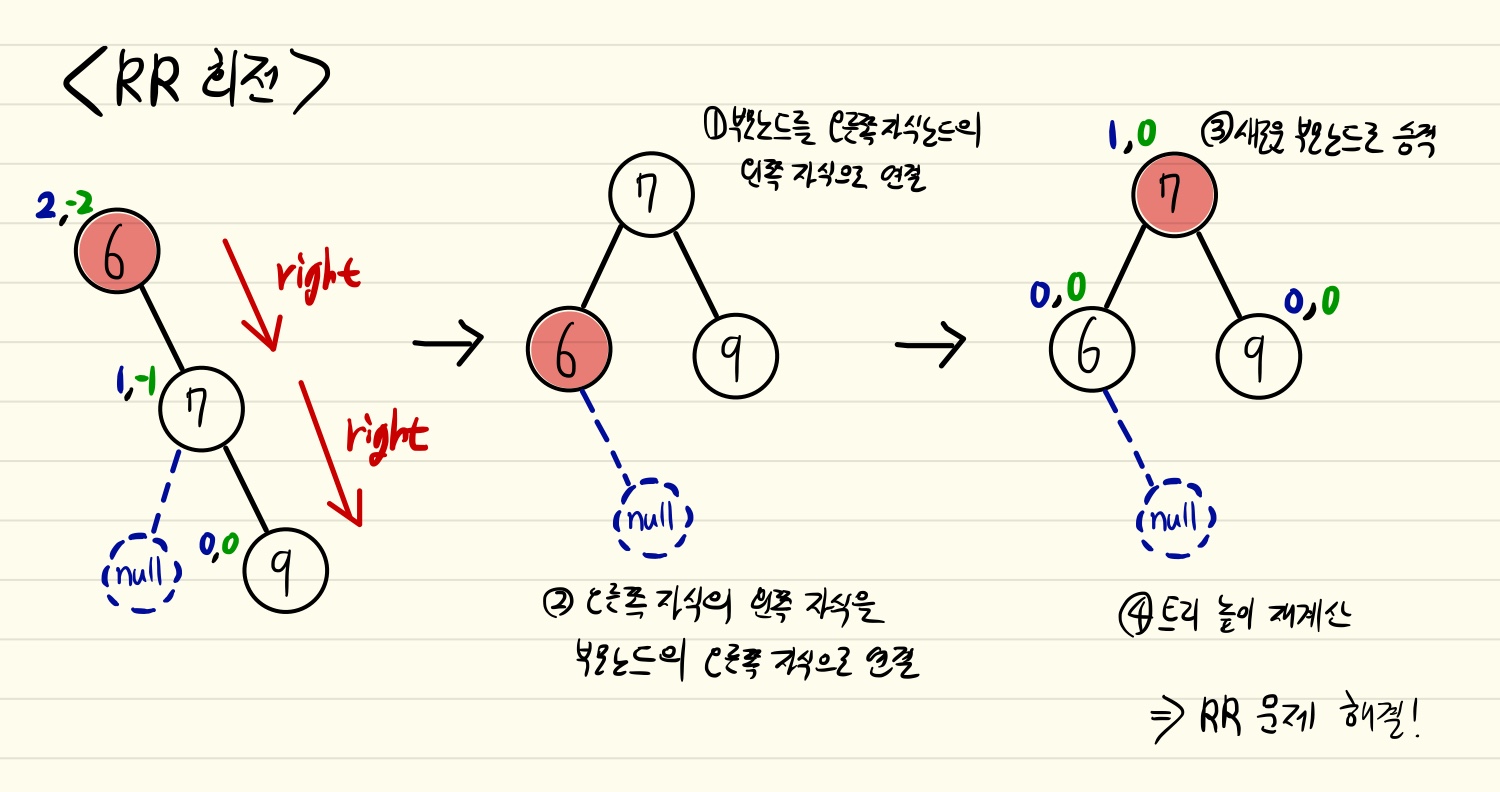 <RR 회전>
2,-2
6
right
1,-1
7
right
null
0,0
9
①부모노드를 오른쪽 자식노드의
왼쪽 자식으로 연결
7
6
9
null
② 오른쪽 자식의 왼쪽 자식을
부모노드의 오른쪽 자식으로 연결
1,0
③새로운 부모노드로 승격
7
0,0
6
0,0
9
null
④트리 높이 재계산
⇒ RR 문제 해결!